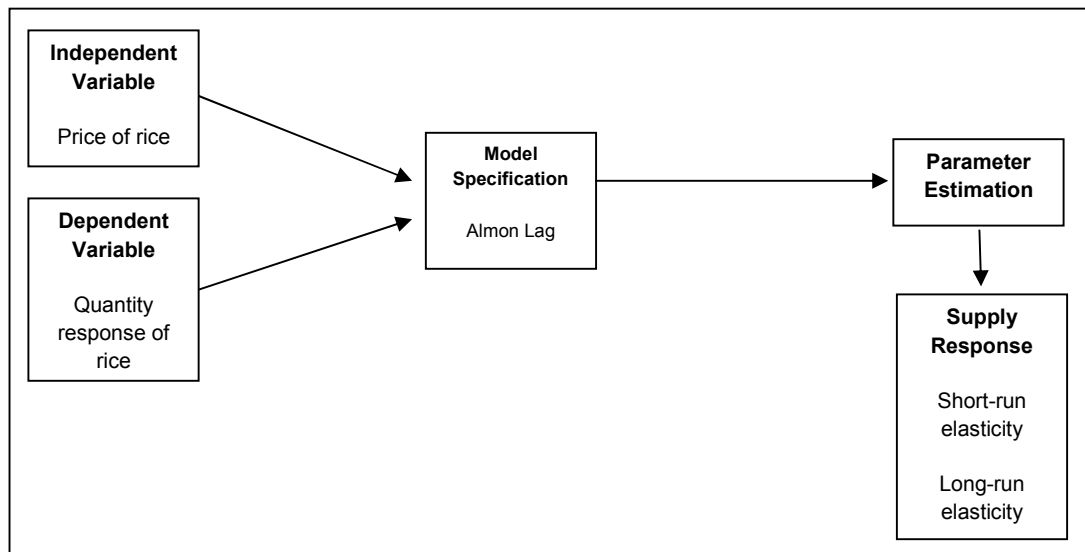 Independent
Variable
Price of rice
Dependent
Variable
Quantity
response of
rice
Model
Specification
Almon Lag
Parameter
Estimation
Supply
Response
Short-run
elasticity
Long-run
elasticity